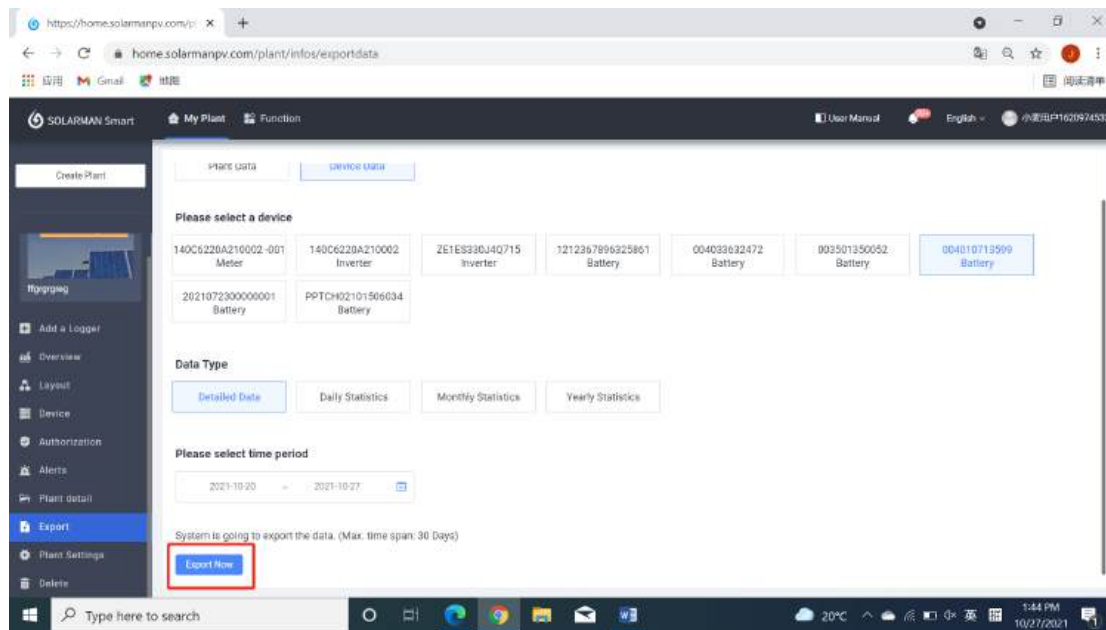 https://home.solarmanpv.com/p
home.solarmanpv.com/plant/infos/exportdata
应用 Gmail 地图 阅读清单
SOLARMAN Smart My Plant Function User Manual English
Create Plant
Plant Data Device Data
Please select a device
140C6220A210002-001 140C6220A210002 ZE1ES330J4Q715 1212367896325861 004033632472 003501350052 004010713599
Meter Inverter Inverter Battery Battery Battery Battery
2021072300000001 PPTCH02101506034
Battery Battery
Add a Logger
Overview
Data Type
Layout
Detailed Data Daily Statistics Monthly Statistics Yearly Statistics
Device
Authorization
Please select time period
Alerts
2021-10-20 ~ 2021-10-27
Plant detail
Export
System is going to export the data. (Max. time span: 30 Days)
Plant Settings
Export Now
Delete
Type here to search 20°C 英 1:44 PM
10/27/2021